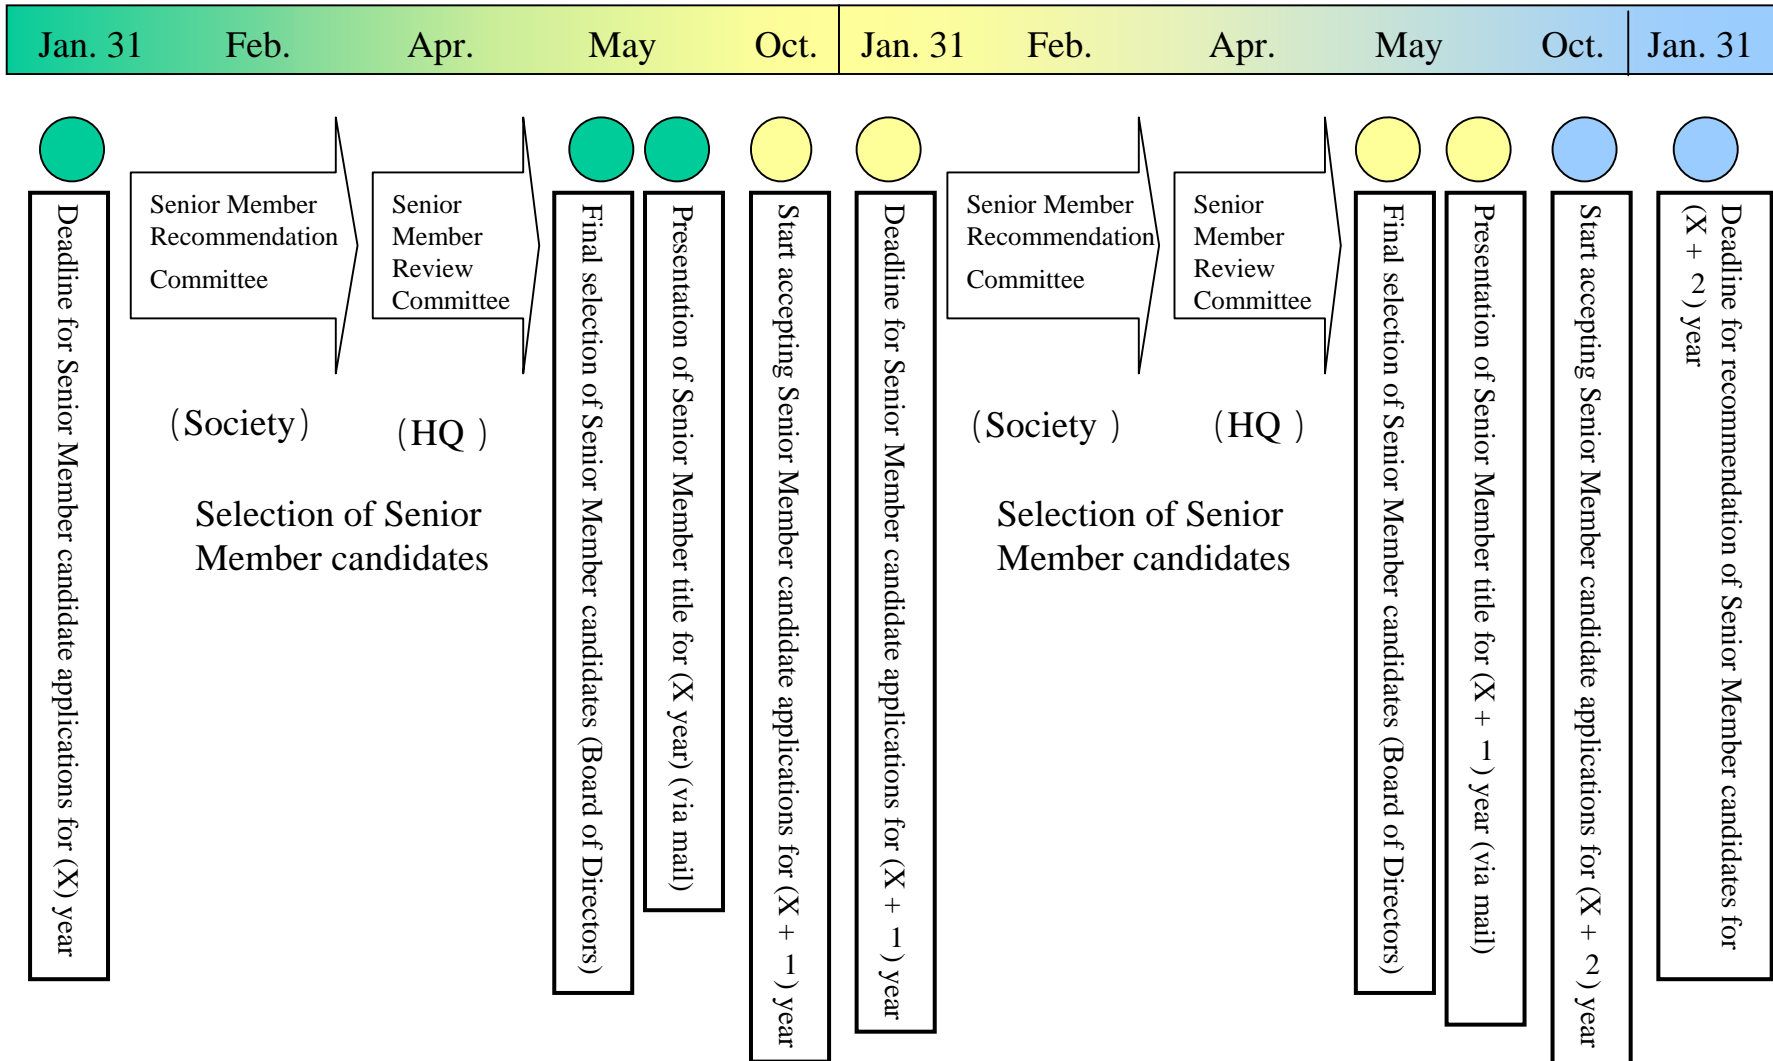 Jan. 31 Feb. Apr. May Oct. Jan. 31 Feb. Apr. May Oct. Jan. 31
Deadline for Senior Member candidate applications for (X) year
Senior Member
Recommendation
Committee
(Society)
Senior
Member
Review
Committee
(HQ )
Selection of Senior
Member candidates
Final selection of Senior Member candidates (Board of Directors)
Presentation of Senior Member title for (X year) (via mail)
Start accepting Senior Member candidate applications for (X + 1) year
Deadline for Senior Member candidate applications for (X + 1) year
Senior Member
Recommendation
Committee
(Society )
Senior
Member
Review
Committee
(HQ )
Selection of Senior
Member candidates
Final selection of Senior Member candidates (Board of Directors)
Presentation of Senior Member title for (X + 1) year (via mail)
Start accepting Senior Member candidate applications for (X + 2) year
Deadline for recommendation of Senior Member candidates for
(X + 2) year